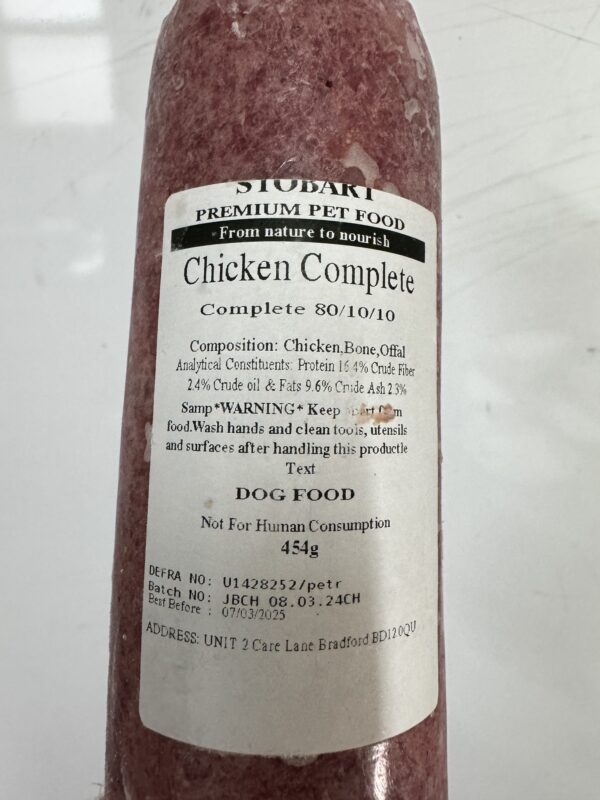 STOBART
PREMIUM PET FOOD
From nature to nourish
Chicken Complete
Complete 80/10/10
Composition: Chicken,Bone,Offal
Analytical Constituents: Protein 16.4% Crude Fiber
2.4% Crude oil & Fats 9.6% Crude Ash 2.3%
Samp*WARNING* Keep apart from
food.Wash hands and clean tools, utensils
and surfaces after handling this productle
Text
DOG FOOD
Not For Human Consumption
454g
DEFRA NO: U1428252/petr
Batch NO: JBCH 08.03.24CH
Best Before : 07/03/2025
ADDRESS: UNIT 2 Care Lane Bradford BD12 0QU